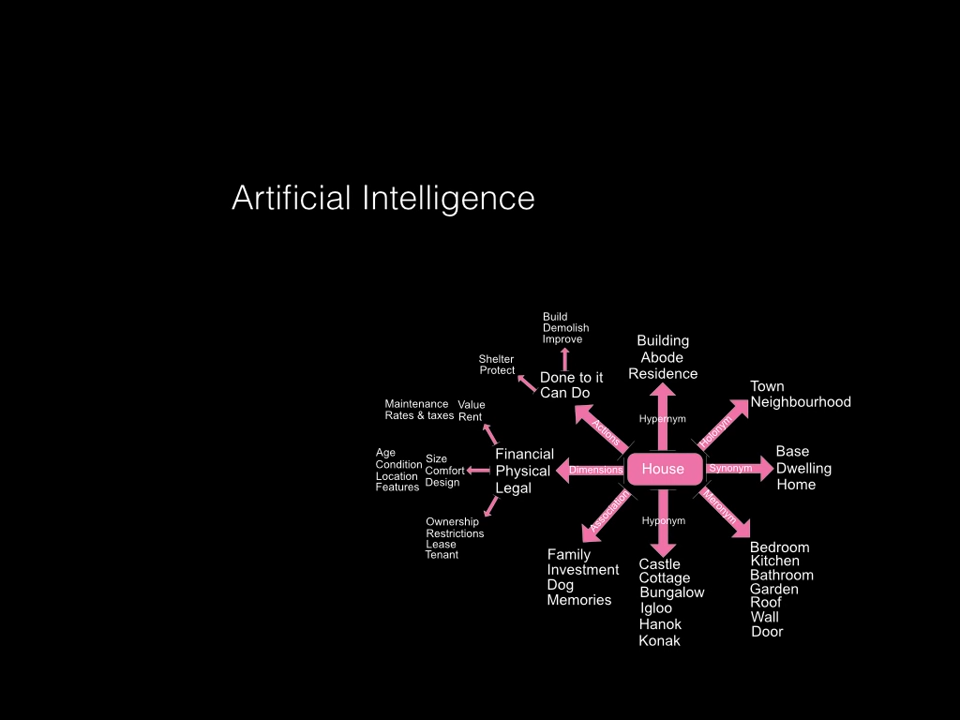 Artificial Intelligence
Build
Demolish
Improve
Shelter
Protect
Done to it
Can Do
Building
Abode
Residence
Town
Neighbourhood
Maintenance
Rates & taxes
Value
Rent
Actions
Hypernym
Holonym
Age
Condition
Location
Features
Size
Comfort
Design
Financial
Physical
Legal
Dimensions
House
Synonym
Base
Dwelling
Home
Ownership
Restrictions
Lease
Tenant
Association
Hyponym
Meronym
Family
Investment
Dog
Memories
Castle
Cottage
Bungalow
Igloo
Hanok
Konak
Bedroom
Kitchen
Bathroom
Garden
Roof
Wall
Door